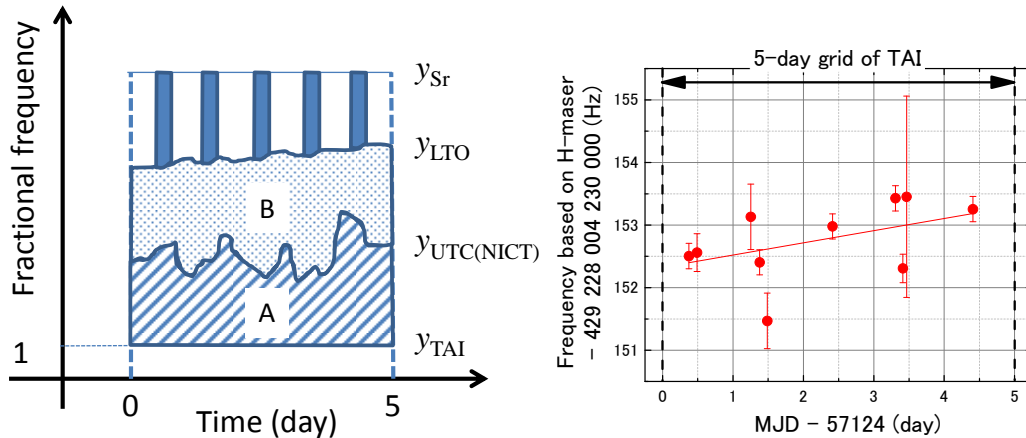 Fractional frequency
1
y_Sr
y_LTO
y_UTC(NICT)
y_TAI
B
A
0
5
Time (day)
5-day grid of TAI
Frequency based on H-maser
- 429 228 004 230 000 (Hz)
155
154
153
152
151
0
1
2
3
4
5
MJD - 57124 (day)